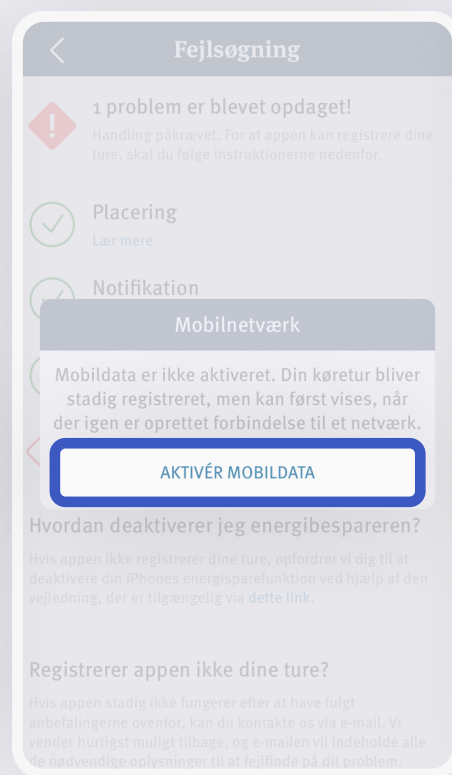 Fejlsøgning
1 problem er blevet opdaget!
Handling påkrævet. For at appen kan registrere dine
ture, skal du følge instruktionerne nedenfor.
Placering
Lær mere
Notifikation
Mobilnetværk
Mobildata er ikke aktiveret. Din køretur bliver
stadig registreret, men kan først vises, når
der igen er oprettet forbindelse til et netværk.
AKTIVÉR MOBILDATA
Hvordan deaktiverer jeg energibespareren?
Hvis appen ikke registrerer dine ture, opfordrer vi dig til at
deaktivere din iPhones energisparefunktion ved hjælp af den
vejledning, der er tilgængelig via dette link.
Registrerer appen ikke dine ture?
Hvis appen stadig ikke fungerer efter at have fulgt
anbefalingerne ovenfor, kan du kontakte os via e-mail. Vi
vender hurtigst muligt tilbage, og e-mailen vil indeholde alle
de nødvendige oplysninger til at fejlfinde på dit problem.